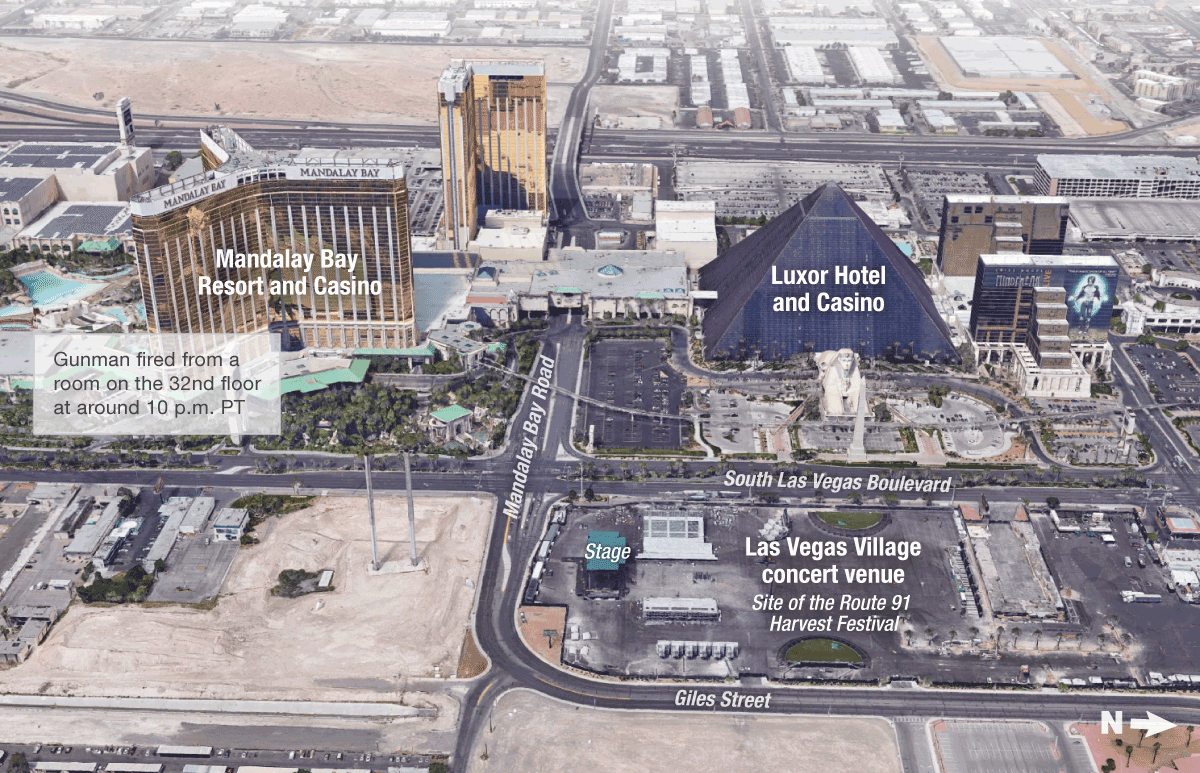 MANDALAY BAY
MANDALAY BAY
Mandalay Bay
Resort and Casino
Luxor Hotel
and Casino
Gunman fired from a
room on the 32nd floor
at around 10 p.m. PT
Mandalay Bay Road
South Las Vegas Boulevard
Stage
Las Vegas Village
concert venue
Site of the Route 91
Harvest Festival
Giles Street
N